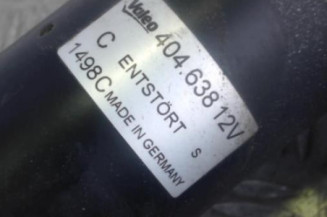 Valeo 404.638 12V
C ENTSTÖRT S
1498C MADE IN GERMANY